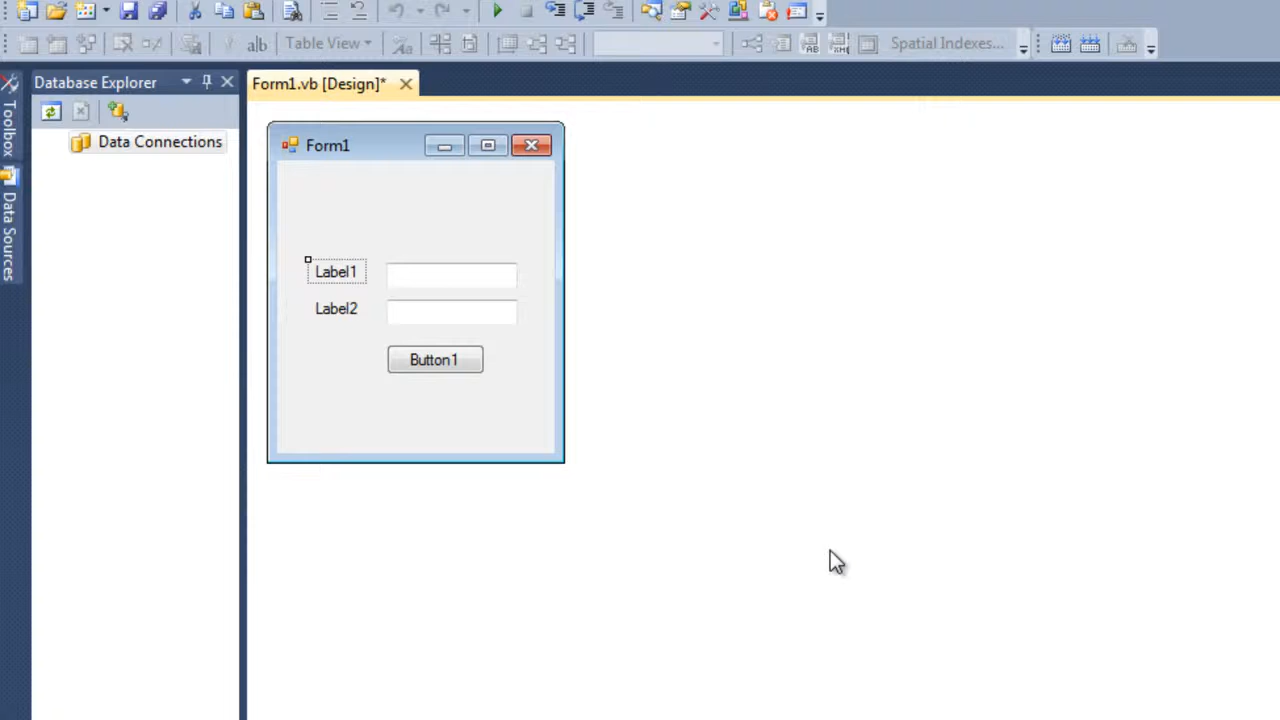 Table View
Spatial Indexes...
Database Explorer
Form1.vb [Design]*
Toolbox
Data Sources
Data Connections
Form1
Label1
Label2
Button1